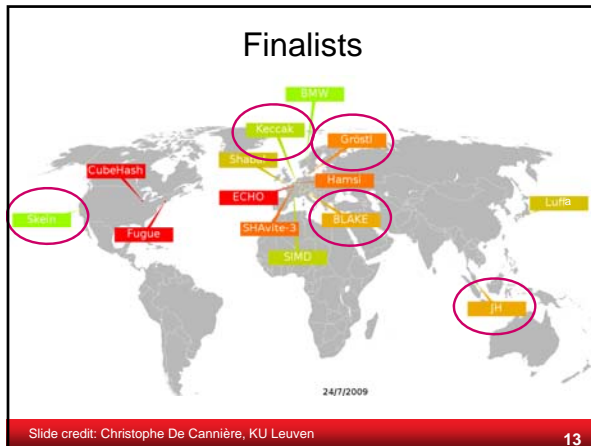 Finalists
BMW
Keccak
Grøstl
Shabal
CubeHash
Hamsi
ECHO
Luffa
Skein
BLAKE
Fugue
SHAvite-3
SIMD
JH
24/7/2009
Slide credit: Christophe De Cannière, KU Leuven
13